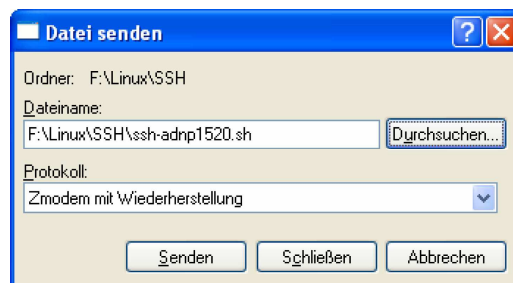 Datei senden
Ordner: F:\Linux\SSH
Dateiname:
F:\Linux\SSH\ssh-adnp1520.sh
Durchsuchen...
Protokoll:
Zmodem mit Wiederherstellung
Senden
Schließen
Abbrechen